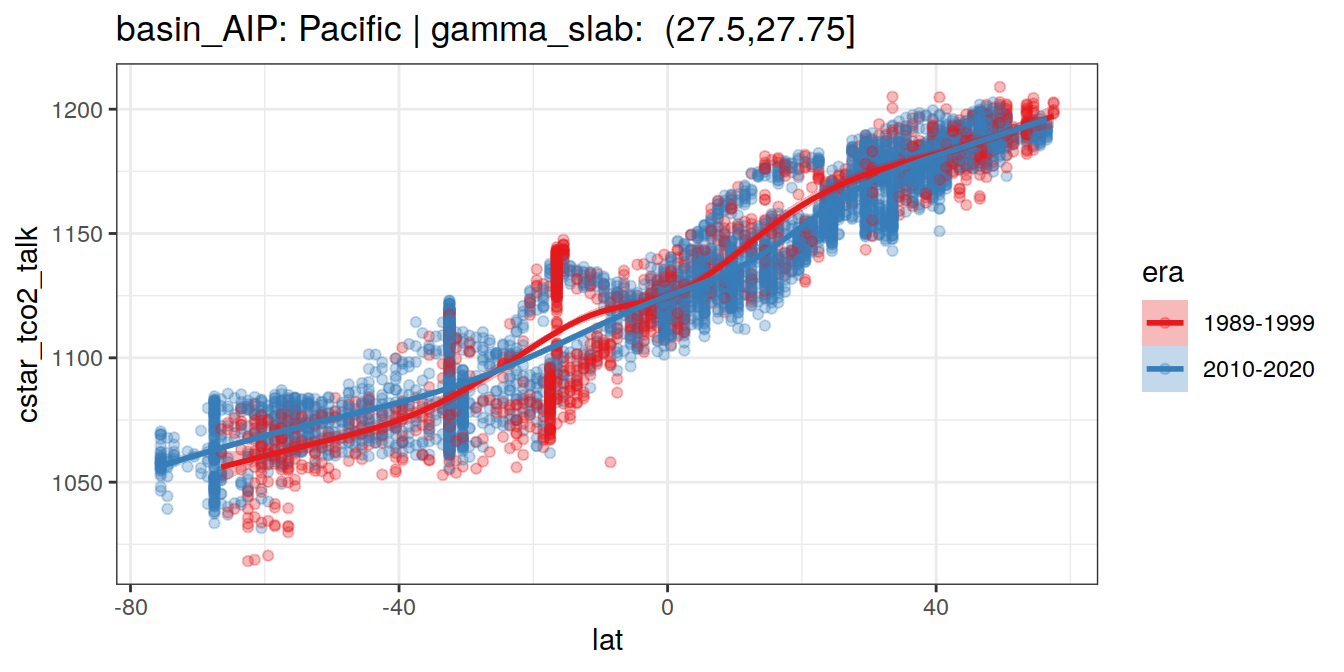 basin_AIP: Pacific | gamma_slab:  (27.5,27.75]
cstar_tco2_talk
1200
1150
1100
1050
-80
-40
0
40
lat
era
1989-1999
2010-2020